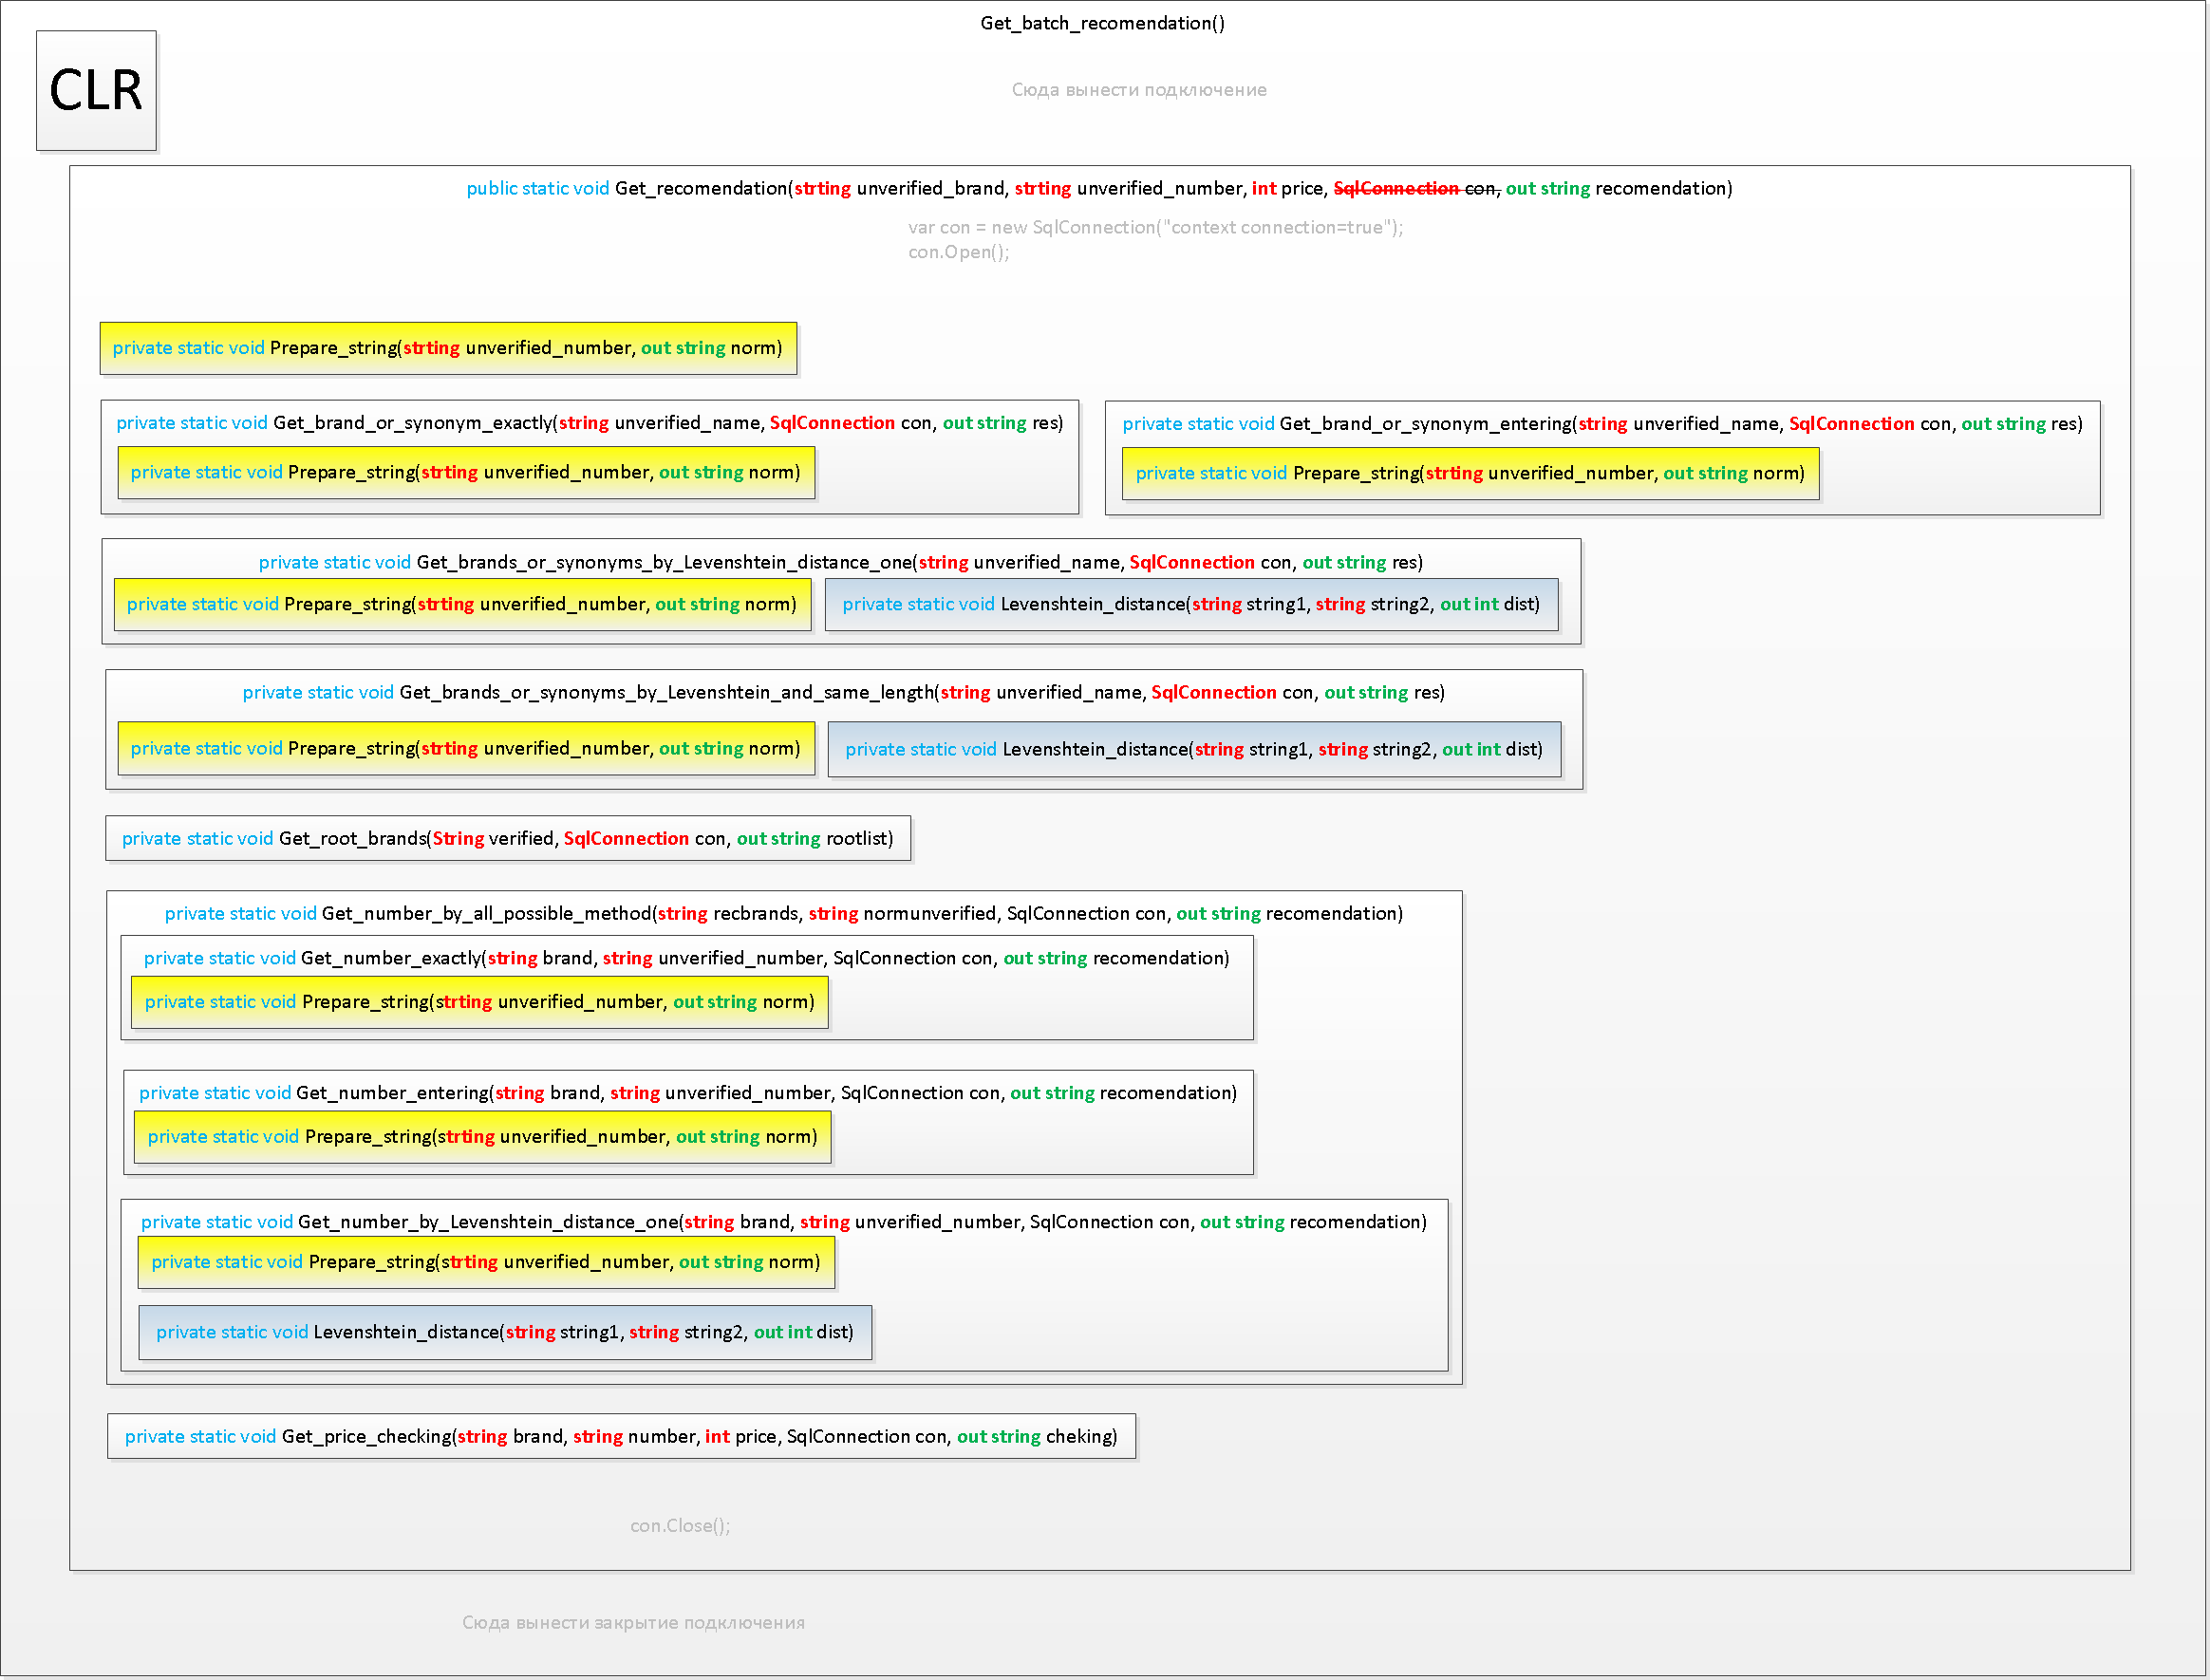 Get_batch_recomendation()
CLR
Сюда вынести подключение
public static void Get_recomendation(strting unverified_brand, strting unverified_number, int price, SqlConnection con, out string recomendation)
var con = new SqlConnection("context connection=true");
con.Open();
private static void Prepare_string(strting unverified_number, out string norm)
private static void Get_brand_or_synonym_exactly(string unverified_name, SqlConnection con, out string res)
private static void Prepare_string(strting unverified_number, out string norm)
private static void Get_brand_or_synonym_entering(string unverified_name, SqlConnection con, out string res)
private static void Prepare_string(strting unverified_number, out string norm)
private static void Get_brands_or_synonyms_by_Levenshtein_distance_one(string unverified_name, SqlConnection con, out string res)
private static void Prepare_string(strting unverified_number, out string norm)
private static void Levenshtein_distance(string string1, string string2, out int dist)
private static void Get_brands_or_synonyms_by_Levenshtein_and_same_length(string unverified_name, SqlConnection con, out string res)
private static void Prepare_string(strting unverified_number, out string norm)
private static void Levenshtein_distance(string string1, string string2, out int dist)
private static void Get_root_brands(String verified, SqlConnection con, out string rootlist)
private static void Get_number_by_all_possible_method(string recbrands, string normunverified, SqlConnection con, out string recomendation)
private static void Get_number_exactly(string brand, string unverified_number, SqlConnection con, out string recomendation)
private static void Prepare_string(strting unverified_number, out string norm)
private static void Get_number_entering(string brand, string unverified_number, SqlConnection con, out string recomendation)
private static void Prepare_string(strting unverified_number, out string norm)
private static void Get_number_by_Levenshtein_distance_one(string brand, string unverified_number, SqlConnection con, out string recomendation)
private static void Prepare_string(strting unverified_number, out string norm)
private static void Levenshtein_distance(string string1, string string2, out int dist)
private static void Get_price_checking(string brand, string number, int price, SqlConnection con, out string cheking)
con.Close();
Сюда вынести закрытие подключения